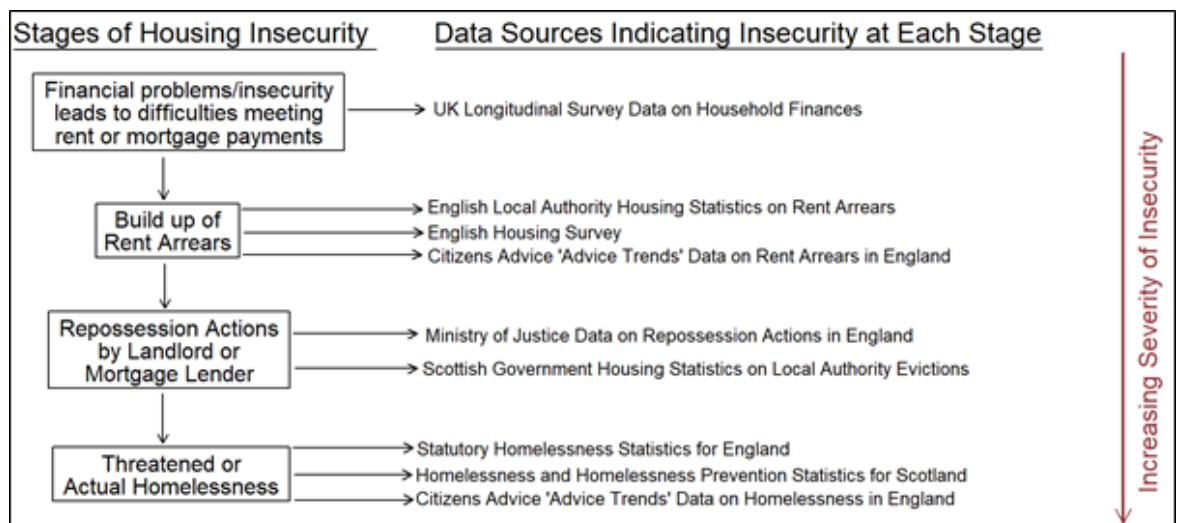 Stages of Housing Insecurity
Data Sources Indicating Insecurity at Each Stage
Financial problems/insecurity
leads to difficulties meeting
rent or mortgage payments
UK Longitudinal Survey Data on Household Finances
Build up of
Rent Arrears
English Local Authority Housing Statistics on Rent Arrears
English Housing Survey
Citizens Advice 'Advice Trends' Data on Rent Arrears in England
Repossession Actions
by Landlord or
Mortgage Lender
Ministry of Justice Data on Repossession Actions in England
Scottish Government Housing Statistics on Local Authority Evictions
Threatened or
Actual Homelessness
Statutory Homelessness Statistics for England
Homelessness and Homelessness Prevention Statistics for Scotland
Citizens Advice 'Advice Trends' Data on Homelessness in England
Increasing Severity of Insecurity